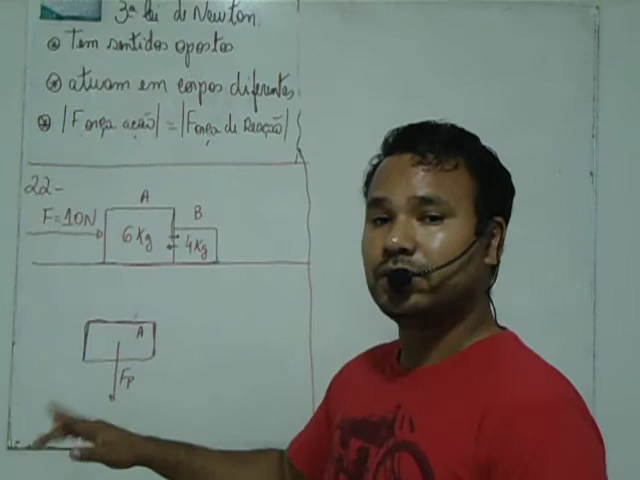 3ª Lei de Newton
Tem sentidos opostos
atuam em corpos diferentes
|Força ação| = |Força de Reação|
22-
A
B
F=10N
6Kg
4Kg
A
Fp